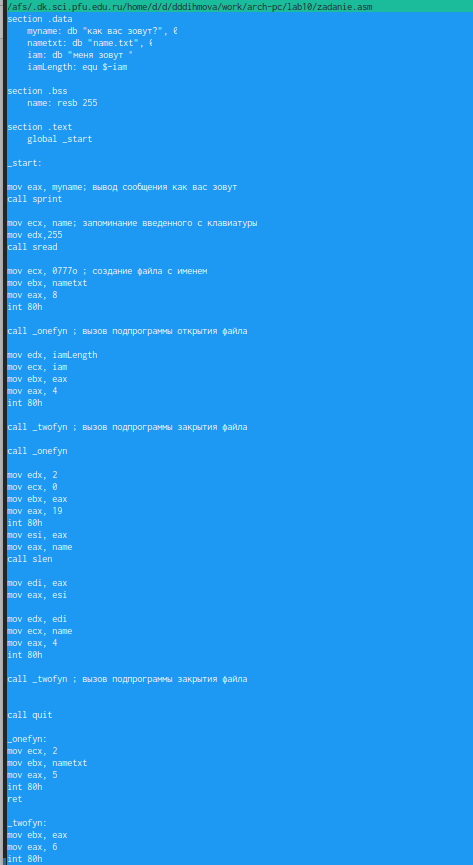 /afs/.dk.sci.pfu.edu.ru/home/d/d/dddihmova/work/arch-pc/lab10/zadanie.asm
section .data
myname: db "как вас зовут?", 0
nametxt: db "name.txt", 0
iam: db "меня зовут "
iamLength: equ $-iam
section .bss
name: resb 255
section .text
global _start
_start:
mov eax, myname; вывод сообщения как вас зовут
call sprint
mov ecx, name; запоминание введенного с клавиатуры
mov edx,255
call sread
mov ecx, 0777o ; создание файла с именем
mov ebx, nametxt
mov eax, 8
int 80h
call _onefyn ; вызов подпрограммы открытия файла
mov edx, iamLength
mov ecx, iam
mov ebx, eax
mov eax, 4
int 80h
call _twofyn ; вызов подпрограммы закрытия файла
call _onefyn
mov edx, 2
mov ecx, 0
mov ebx, eax
mov eax, 19
int 80h
mov esi, eax
mov eax, name
call slen
mov edi, eax
mov eax, esi
mov edx, edi
mov ecx, name
mov eax, 4
int 80h
call _twofyn ; вызов подпрограммы закрытия файла
call quit
_onefyn:
mov ecx, 2
mov ebx, nametxt
mov eax, 5
int 80h
ret
_twofyn:
mov ebx, eax
mov eax, 6
int 80h